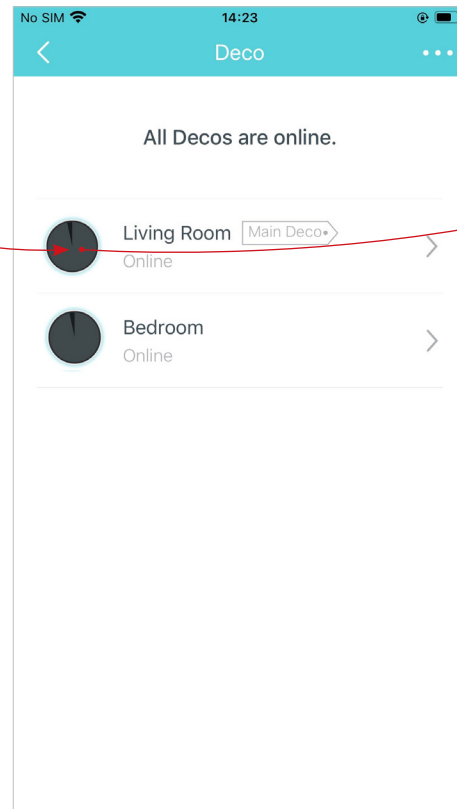 No SIM 14:23
Deco
All Decos are online.
Living Room Main Deco
Online
Bedroom
Online